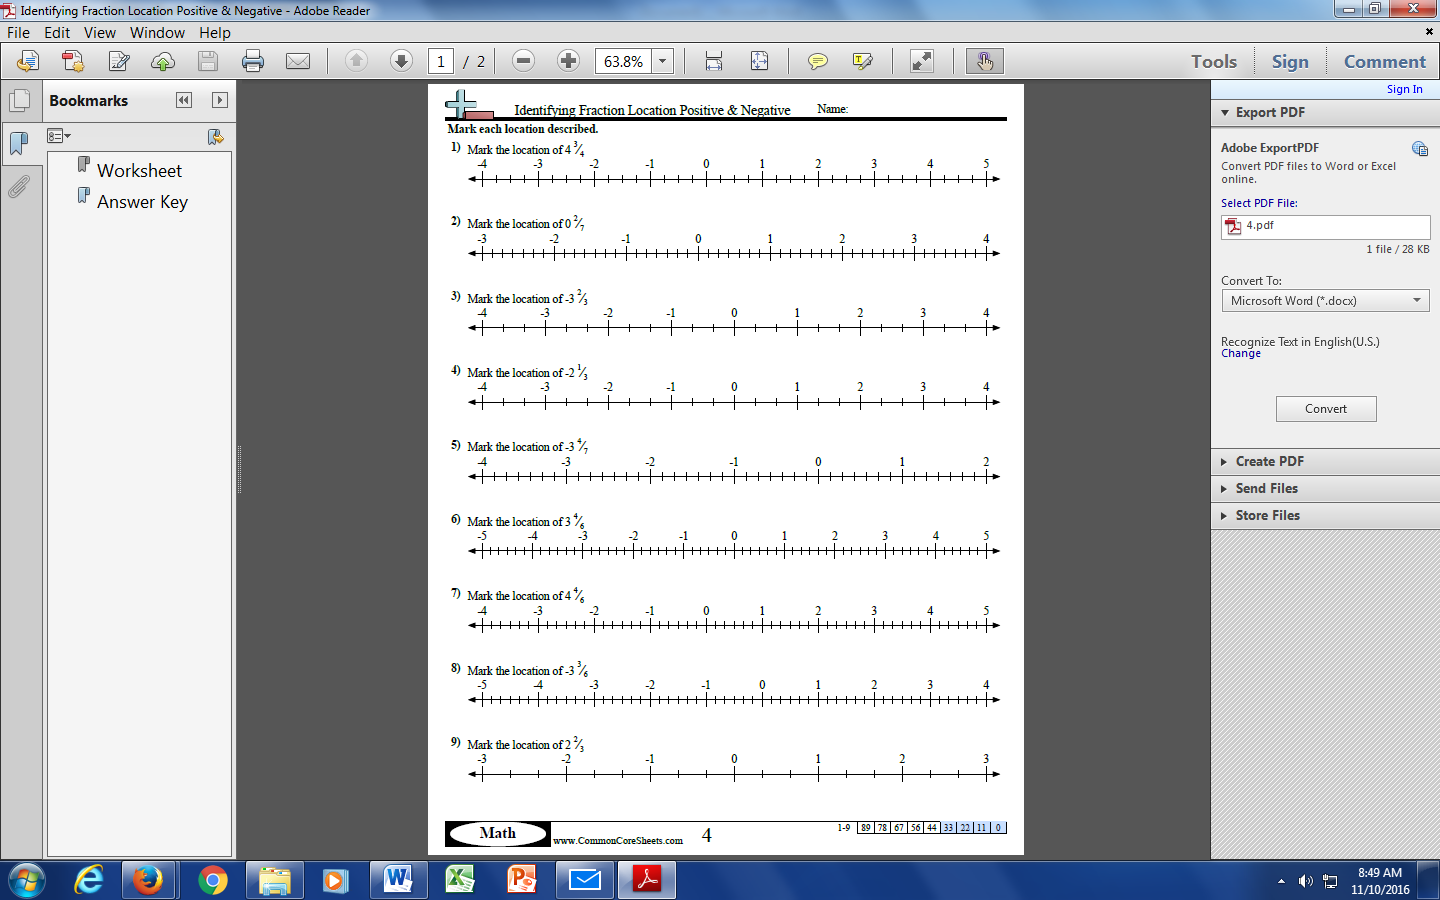 Identifying Fraction Location Positive & Negative - Adobe Reader
File Edit View Window Help
1 / 2 63.8% Tools Sign Comment
Bookmarks
Worksheet
Answer Key
Identifying Fraction Location Positive & Negative Name:
Mark each location described.
1) Mark the location of 4 3⁄4
-4 -3 -2 -1 0 1 2 3 4 5
2) Mark the location of 0 2⁄7
-3 -2 -1 0 1 2 3 4
3) Mark the location of -3 2⁄3
-4 -3 -2 -1 0 1 2 3 4
4) Mark the location of -2 1⁄3
-4 -3 -2 -1 0 1 2 3 4
5) Mark the location of -3 4⁄7
-4 -3 -2 -1 0 1 2
6) Mark the location of 3 4⁄6
-5 -4 -3 -2 -1 0 1 2 3 4 5
7) Mark the location of 4 4⁄6
-4 -3 -2 -1 0 1 2 3 4 5
8) Mark the location of -3 3⁄6
-5 -4 -3 -2 -1 0 1 2 3 4
9) Mark the location of 2 2⁄3
-3 -2 -1 0 1 2 3
Math www.CommonCoreSheets.com 4
1-9 89 78 67 56 44 33 22 11 0
Sign In
Export PDF
Adobe ExportPDF
Convert PDF files to Word or Excel
online.
Select PDF File:
4.pdf
1 file / 28 KB
Convert To:
Microsoft Word (*.docx)
Recognize Text in English(U.S.)
Change
Convert
Create PDF
Send Files
Store Files
8:49 AM
11/10/2016